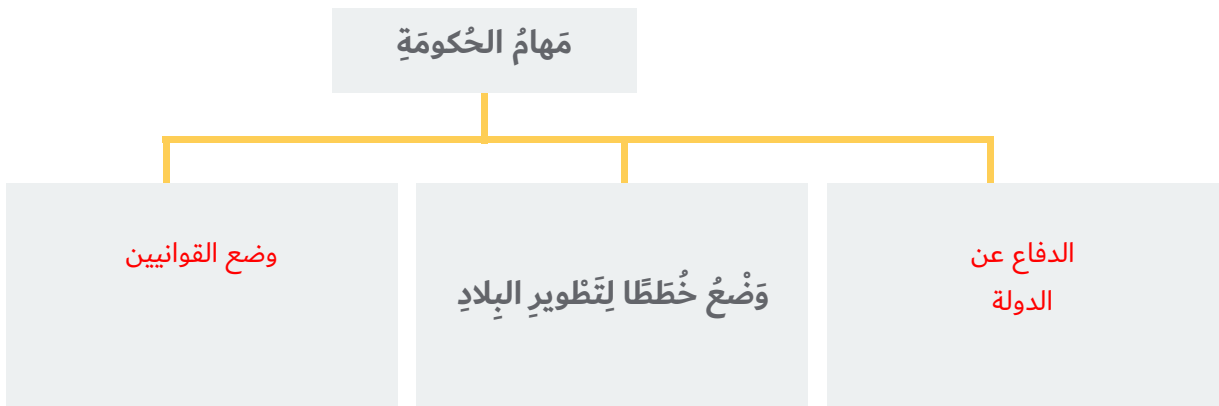 مَهامُ الحُكومَةِ
الدفاع عن
الدولة
وَضْعُ خُطَطًا لِتَطْويرِ البِلادِ
وضع القوانيين